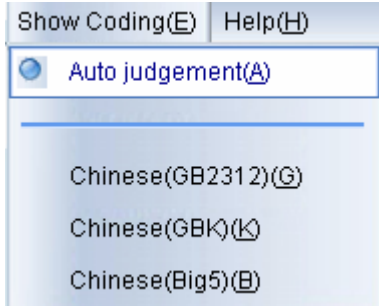 Show Coding(E) Help(H)
Auto judgement(A)
Chinese(GB2312)(G)
Chinese(GBK)(K)
Chinese(Big5)(B)